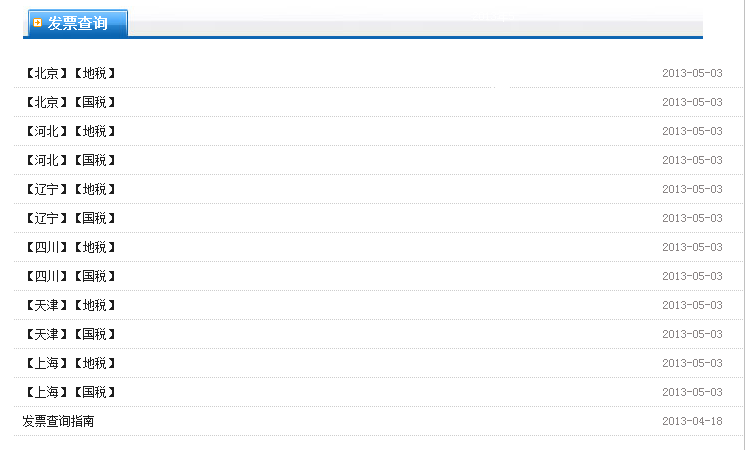 发票查询
【北京】【地税】 2013-05-03
【北京】【国税】 2013-05-03
【河北】【地税】 2013-05-03
【河北】【国税】 2013-05-03
【辽宁】【地税】 2013-05-03
【辽宁】【国税】 2013-05-03
【四川】【地税】 2013-05-03
【四川】【国税】 2013-05-03
【天津】【地税】 2013-05-03
【天津】【国税】 2013-05-03
【上海】【地税】 2013-05-03
【上海】【国税】 2013-05-03
发票查询指南 2013-04-18